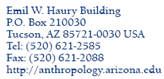 Emil W. Haury Building
P.O. Box 210030
Tucson, AZ 85721-0030 USA
Tel: (520) 621-2585
Fax: (520) 621-2088
http://anthropology.arizona.edu